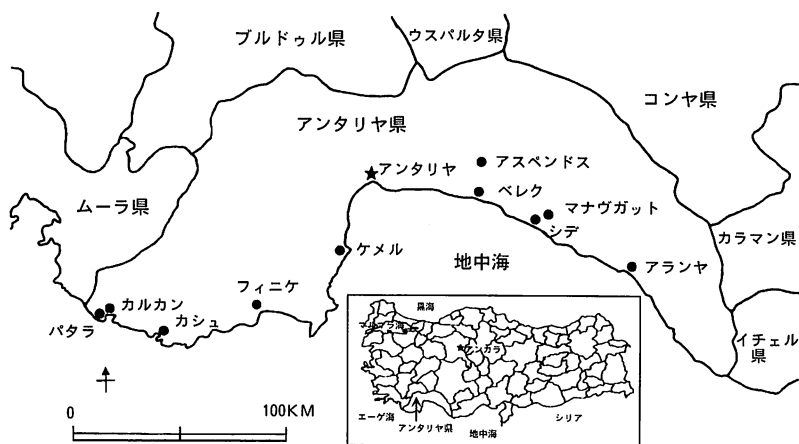 ブルドゥル県
ウスパルタ県
コンヤ県
アンタリヤ県
アンタリヤ
アスペンドス
ベレク
マナヴガット
シデ
ムーラ県
カラマン県
ケメル
地中海
アランヤ
フィニケ
カルカン
パタラ
カシュ
イチェル
県
黒海
マルマラ海
アンカラ
エーゲ海
アンタリヤ県
地中海
シリア
0
100KM